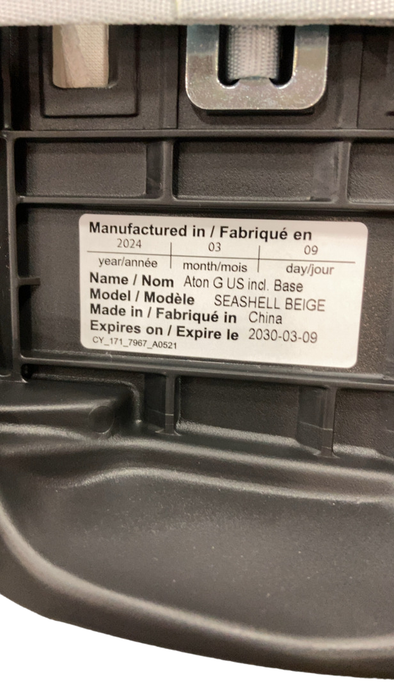 Manufactured in / Fabriqué en
2024 03 09
year/année month/mois day/jour
Name / Nom Aton G US incl. Base
Model / Modèle SEASHELL BEIGE
Made in / Fabriqué in China
Expires on / Expire le 2030-03-09
CY_171_7967_A0521